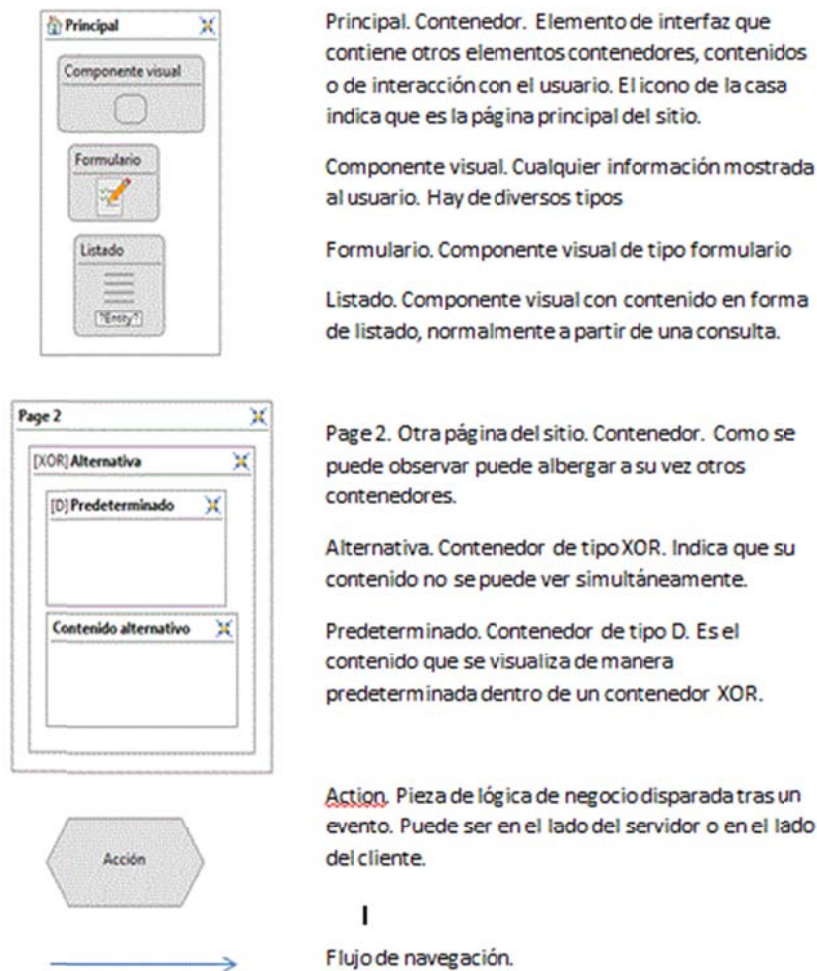 Principal
Componente visual
Formulario
Listado
?Entity?
Principal. Contenedor. Elemento de interfaz que
contiene otros elementos contenedores, contenidos
o de interacción con el usuario. El icono de la casa
indica que es la página principal del sitio.
Componente visual. Cualquier información mostrada
al usuario. Hay de diversos tipos
Formulario. Componente visual de tipo formulario
Listado. Componente visual con contenido en forma
de listado, normalmente a partir de una consulta.
Page 2
[XOR] Alternativa
[D] Predeterminado
Contenido alternativo
Page 2. Otra página del sitio. Contenedor. Como se
puede observar puede albergar a su vez otros
contenedores.
Alternativa. Contenedor de tipo XOR. Indica que su
contenido no se puede ver simultáneamente.
Predeterminado. Contenedor de tipo D. Es el
contenido que se visualiza de manera
predeterminada dentro de un contenedor XOR.
Acción
Action. Pieza de lógica de negocio disparada tras un
evento. Puede ser en el lado del servidor o en el lado
del cliente.
Flujo de navegación.